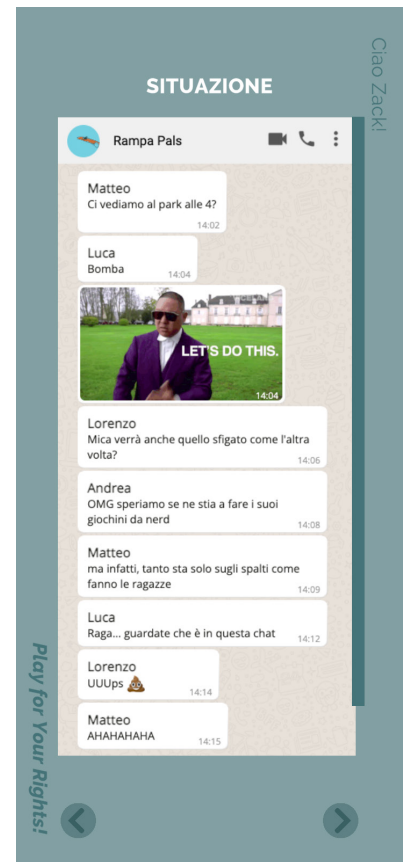 Ciao Zack!
SITUAZIONE
Rampa Pals
Matteo
Ci vediamo al park alle 4?
14:02
Luca
Bomba
14:04
LET'S DO THIS.
14:04
Lorenzo
Mica verrà anche quello sfigato come l'altra
volta?
14:06
Andrea
OMG speriamo se ne stia a fare i suoi
giochini da nerd
14:08
Matteo
ma infatti, tanto sta solo sugli spalti come
fanno le ragazze
14:09
Luca
Raga... guardate che è in questa chat
14:12
Lorenzo
UUUps 💩
14:14
Matteo
AHAHAHAHA
14:15
Play for Your Rights!